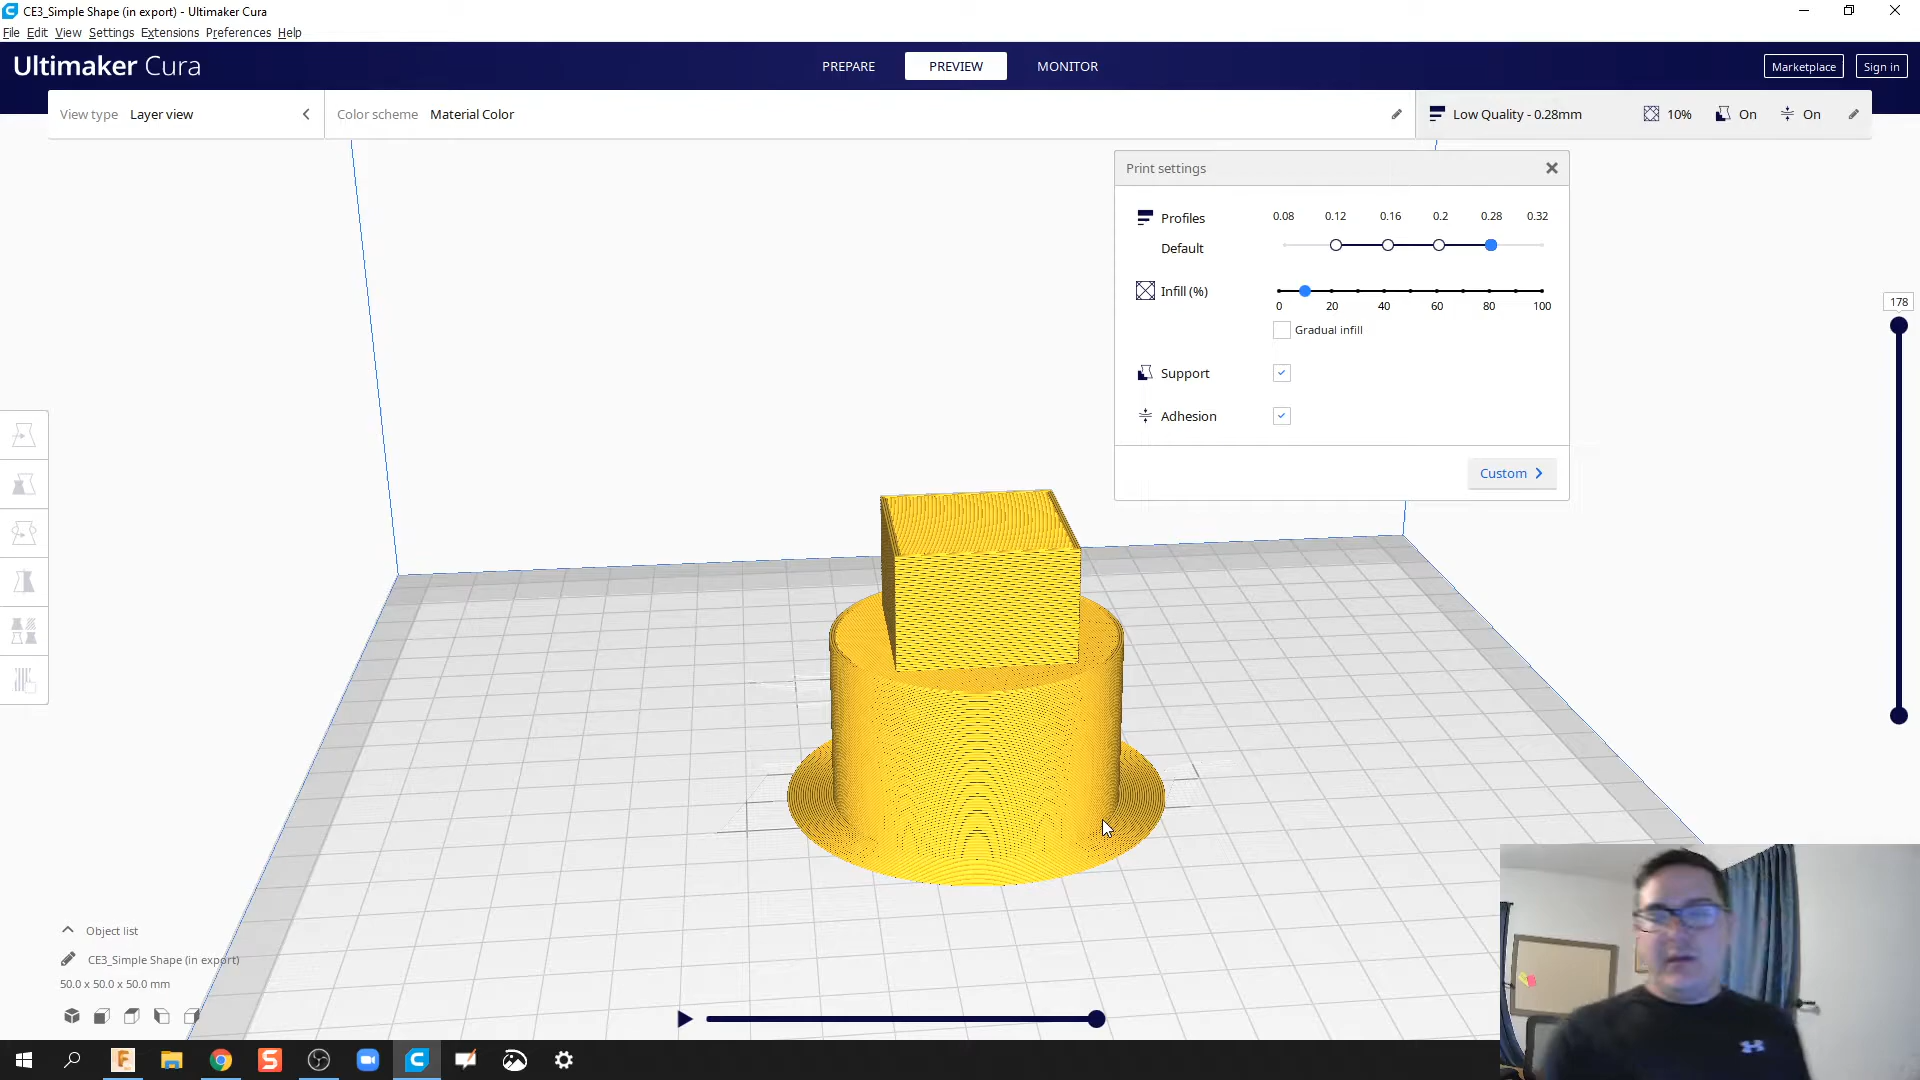 CE3_Simple Shape (in export) - Ultimaker Cura
File Edit View Settings Extensions Preferences Help
Ultimaker Cura
PREPARE
PREVIEW
MONITOR
Marketplace
Sign in
View type Layer view
Color scheme Material Color
Low Quality - 0.28mm
10%
On
On
Print settings
Profiles
0.08 0.12 0.16 0.2 0.28 0.32
Default
Infill (%)
0 20 40 60 80 100
Gradual infill
Support
Adhesion
Custom
178
Object list
CE3_Simple Shape (in export)
50.0 x 50.0 x 50.0 mm